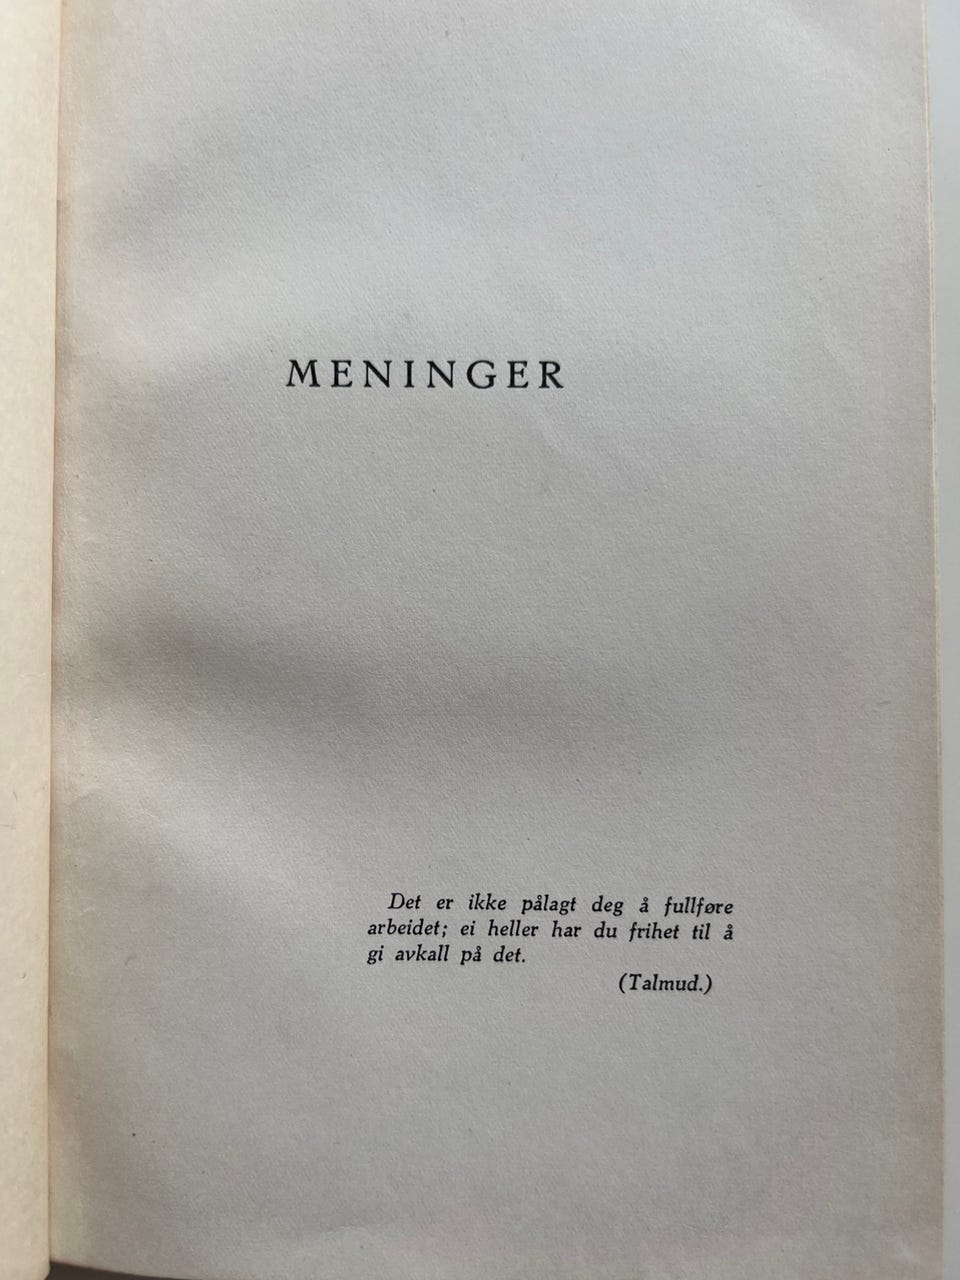 MENINGER
Det er ikke pålagt deg å fullføre
arbeidet; ei heller har du frihet til å
gi avkall på det.
(Talmud.)